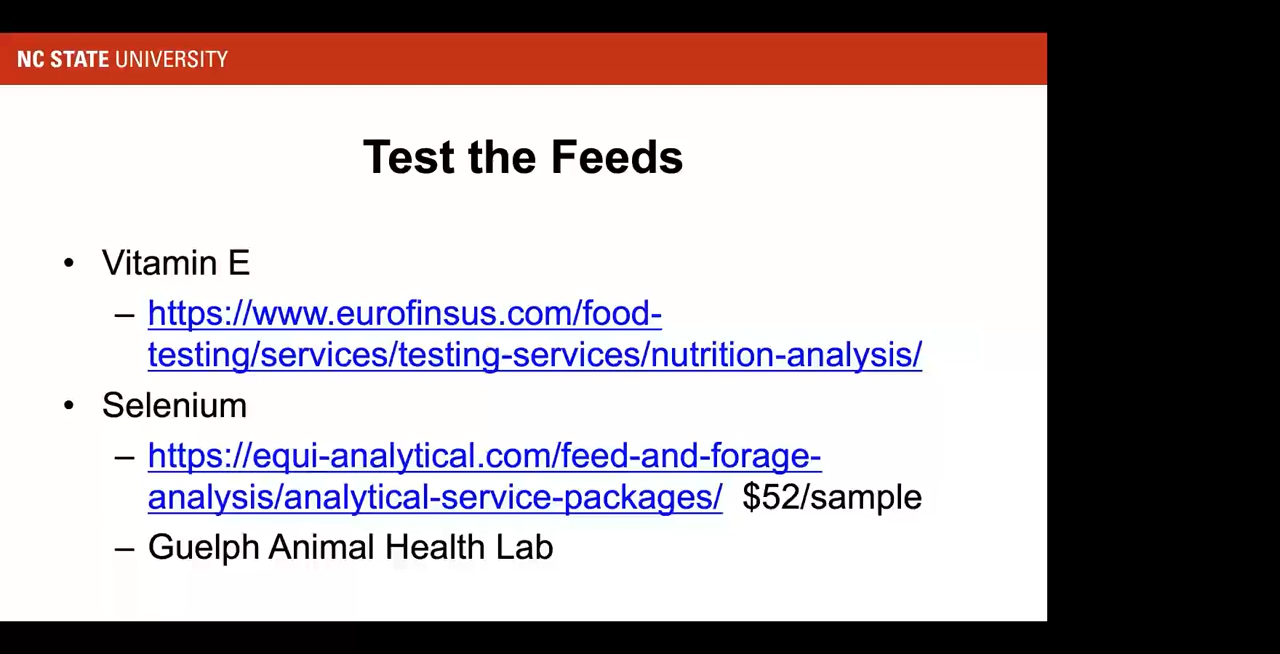 NC STATE UNIVERSITY
Test the Feeds
• Vitamin E
– https://www.eurofinsus.com/food-
testing/services/testing-services/nutrition-analysis/
• Selenium
– https://equi-analytical.com/feed-and-forage-
analysis/analytical-service-packages/ $52/sample
– Guelph Animal Health Lab